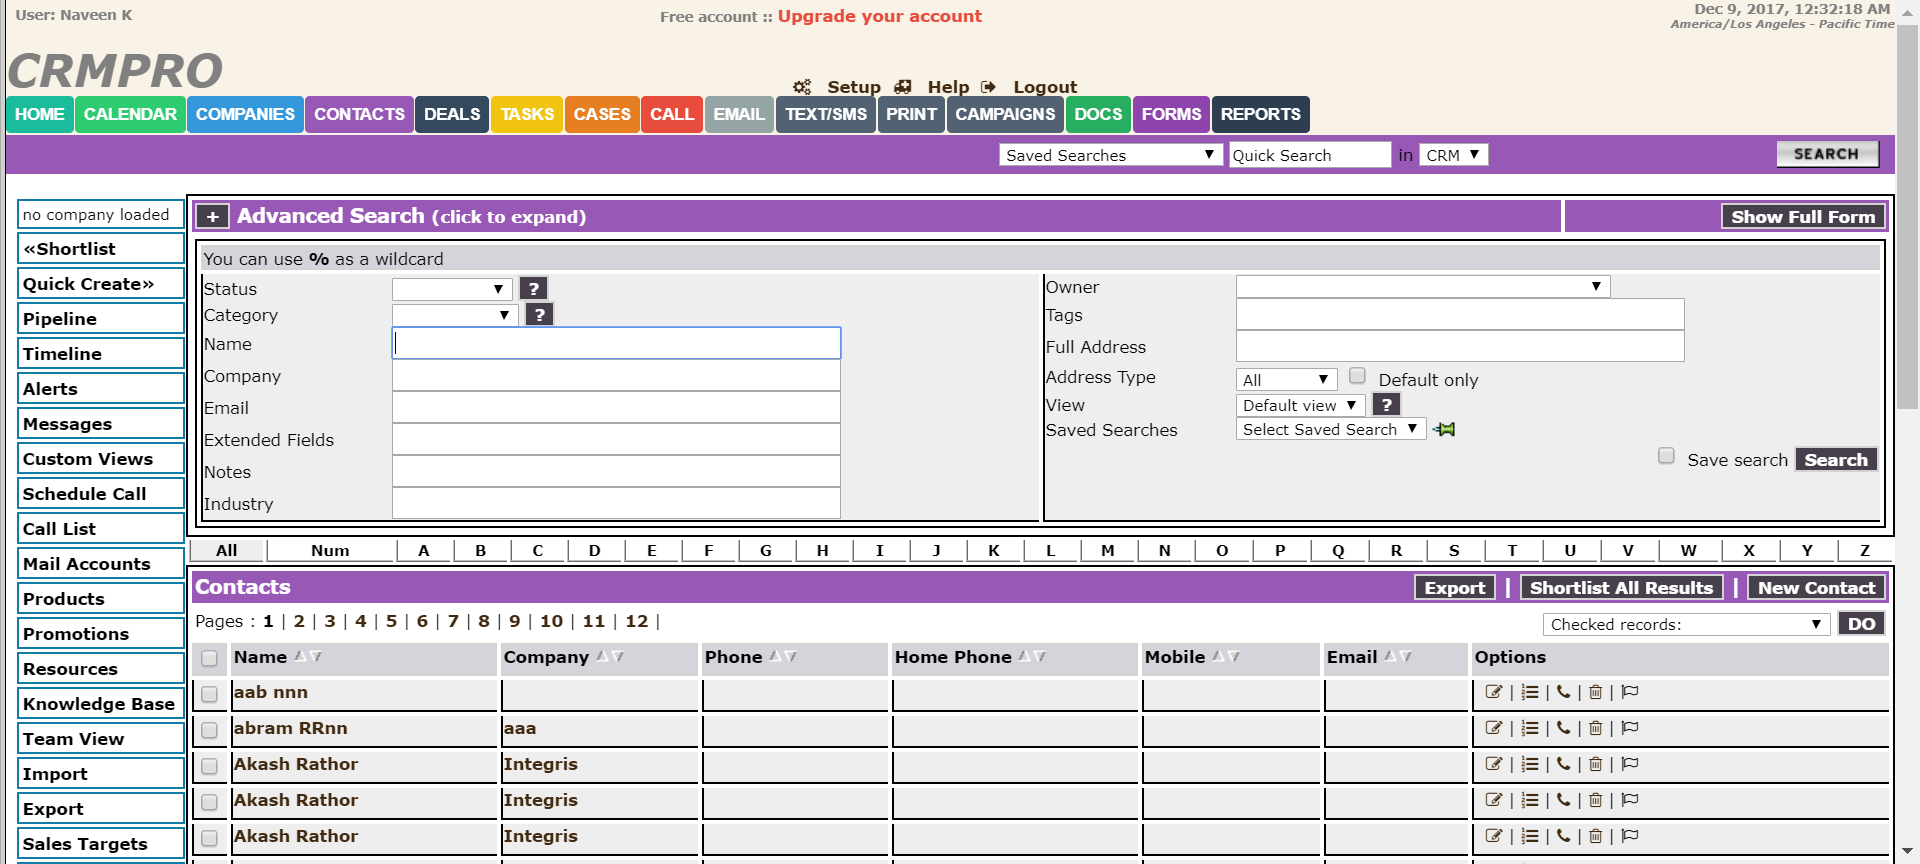 User: Naveen K
Free account :: Upgrade your account
Dec 9, 2017, 12:32:18 AM
America/Los Angeles - Pacific Time
CRMPRO
Setup Help Logout
HOME CALENDAR COMPANIES CONTACTS DEALS TASKS CASES CALL EMAIL TEXT/SMS PRINT CAMPAIGNS DOCS FORMS REPORTS
Saved Searches Quick Search in CRM SEARCH
no company loaded
«Shortlist
Quick Create»
Pipeline
Timeline
Alerts
Messages
Custom Views
Schedule Call
Call List
Mail Accounts
Products
Promotions
Resources
Knowledge Base
Team View
Import
Export
Sales Targets
+ Advanced Search (click to expand) Show Full Form
You can use % as a wildcard
Status ?
Category ?
Name
Company
Email
Extended Fields
Notes
Industry
Owner
Tags
Full Address
Address Type All Default only
View Default view ?
Saved Searches Select Saved Search
Save search Search
All Num A B C D E F G H I J K L M N O P Q R S T U V W X Y Z
Contacts Export | Shortlist All Results | New Contact
Pages : 1 | 2 | 3 | 4 | 5 | 6 | 7 | 8 | 9 | 10 | 11 | 12 |
Checked records: DO
Name Company Phone Home Phone Mobile Email Options
aab nnn | | | |
abram RRnn aaa | | | |
Akash Rathor Integris | | | |
Akash Rathor Integris | | | |
Akash Rathor Integris | | | |